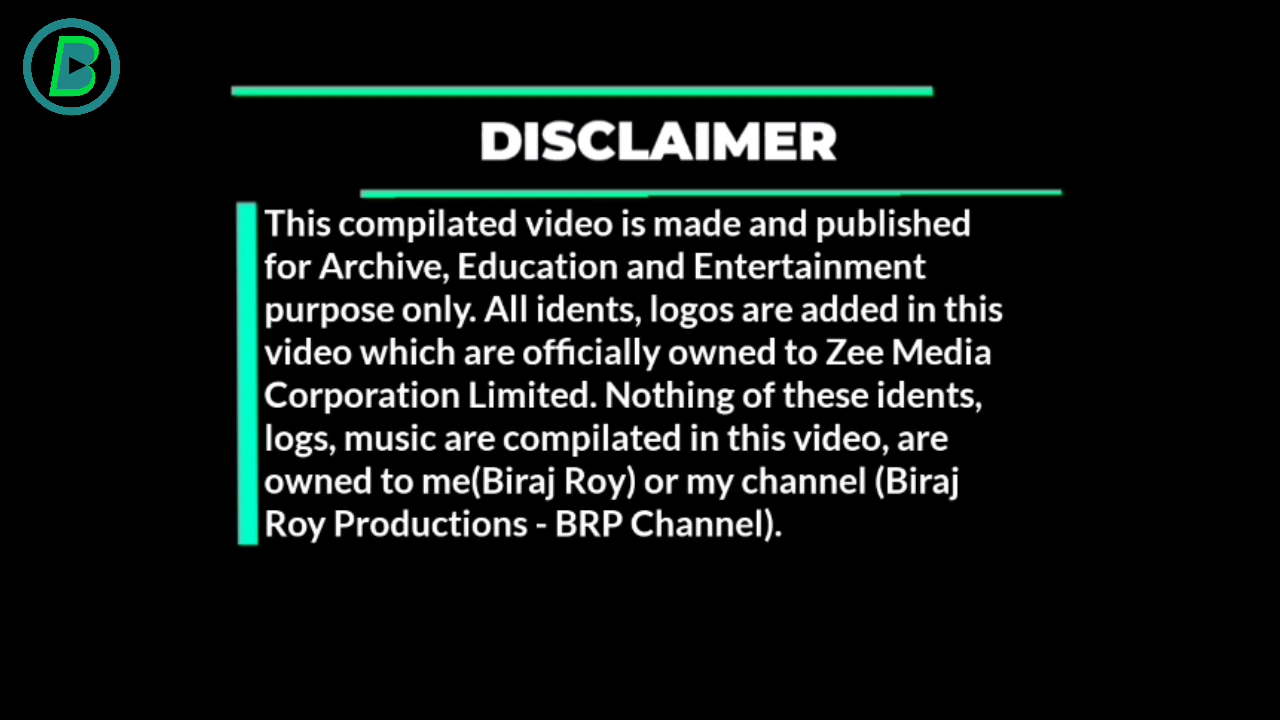 B
DISCLAIMER
This compilated video is made and published
for Archive, Education and Entertainment
purpose only. All idents, logos are added in this
video which are officially owned to Zee Media
Corporation Limited. Nothing of these idents,
logs, music are compilated in this video, are
owned to me(Biraj Roy) or my channel (Biraj
Roy Productions - BRP Channel).